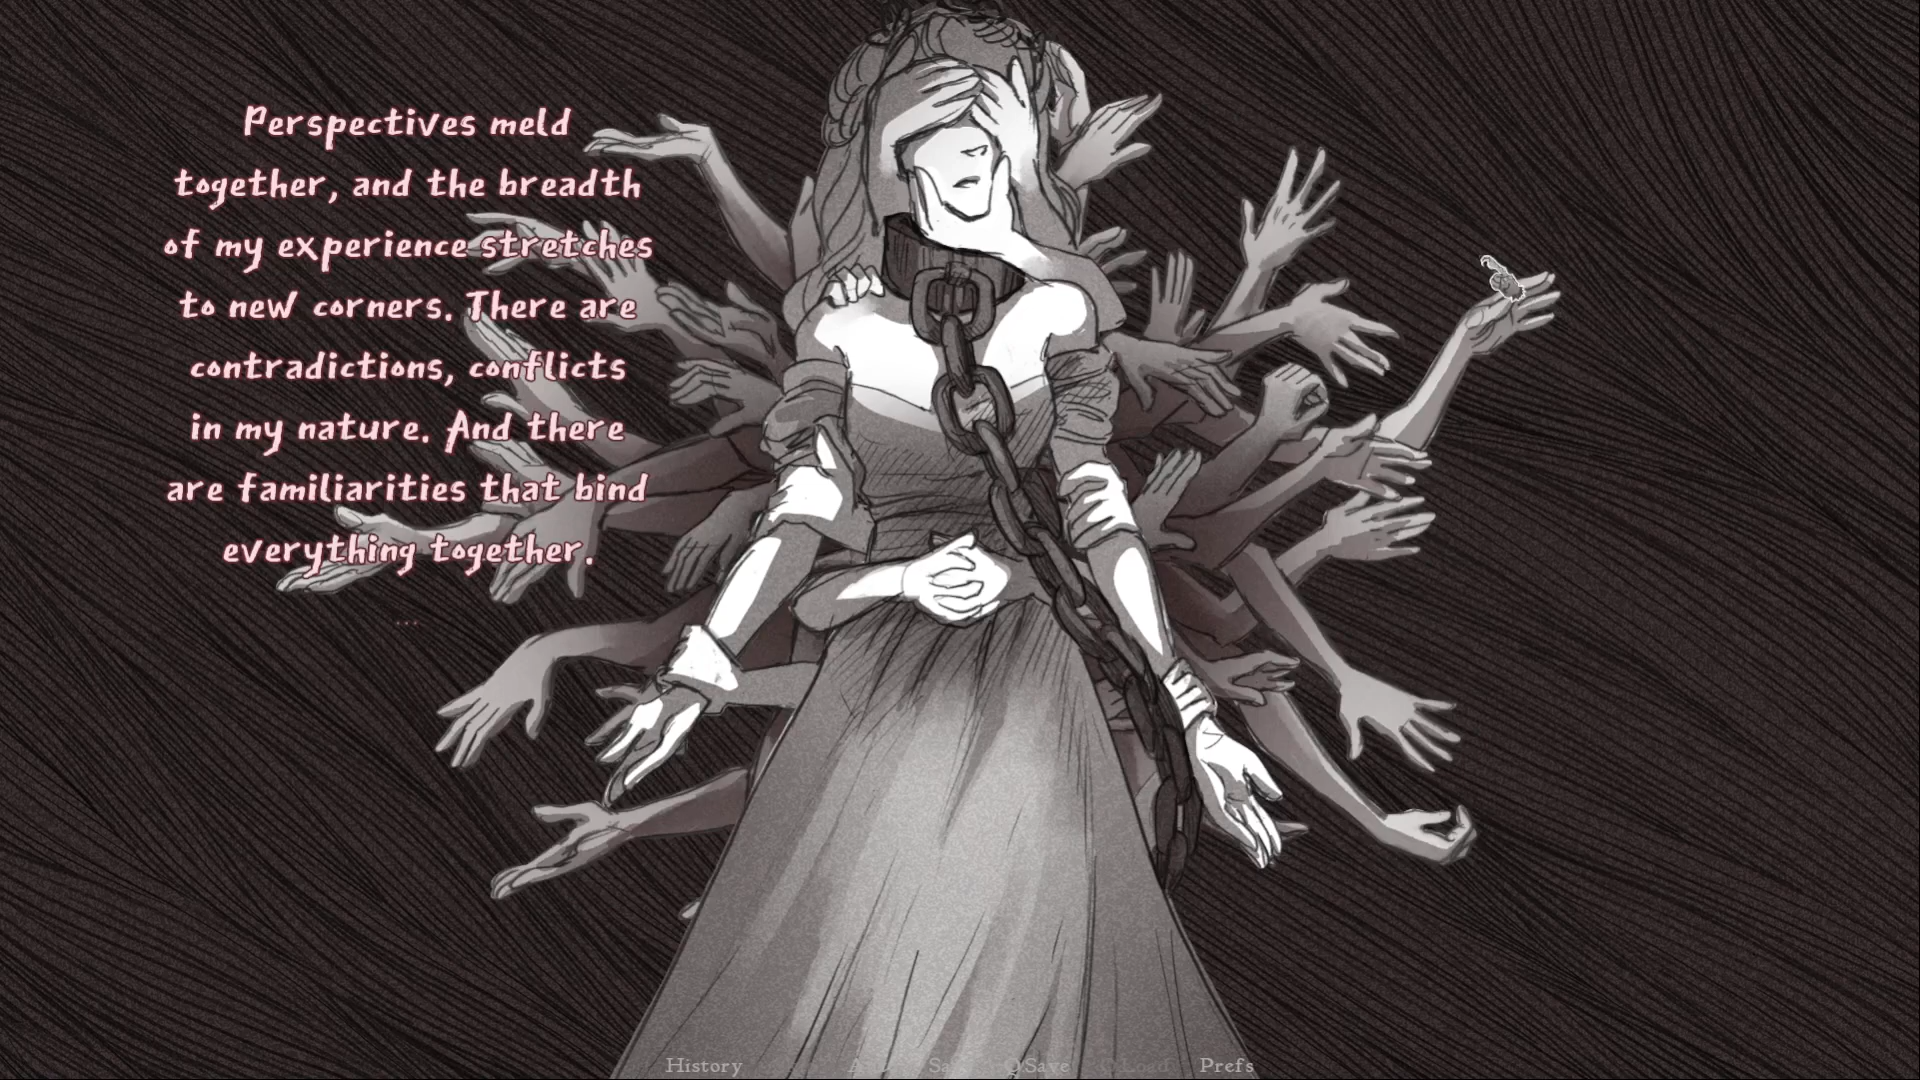 Perspectives meld
together, and the breadth
of my experience stretches
to new corners. There are
contradictions, conflicts
in my nature. And there
are familiarities that bind
everything together.
...
History Q.Save Q.Load Prefs